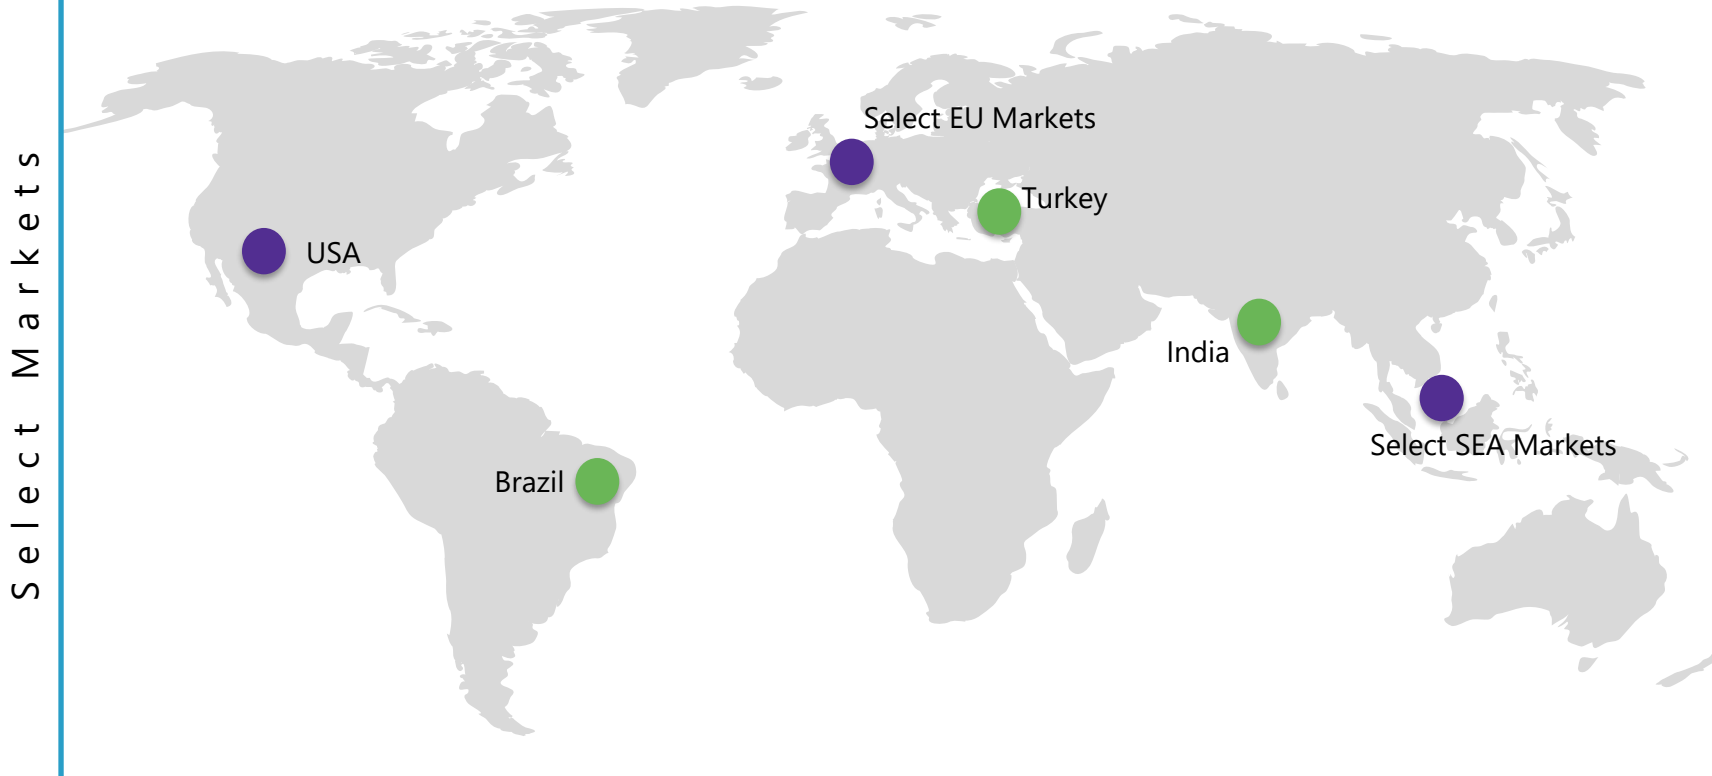 Select Markets
Select EU Markets
Turkey
USA
India
Select SEA Markets
Brazil